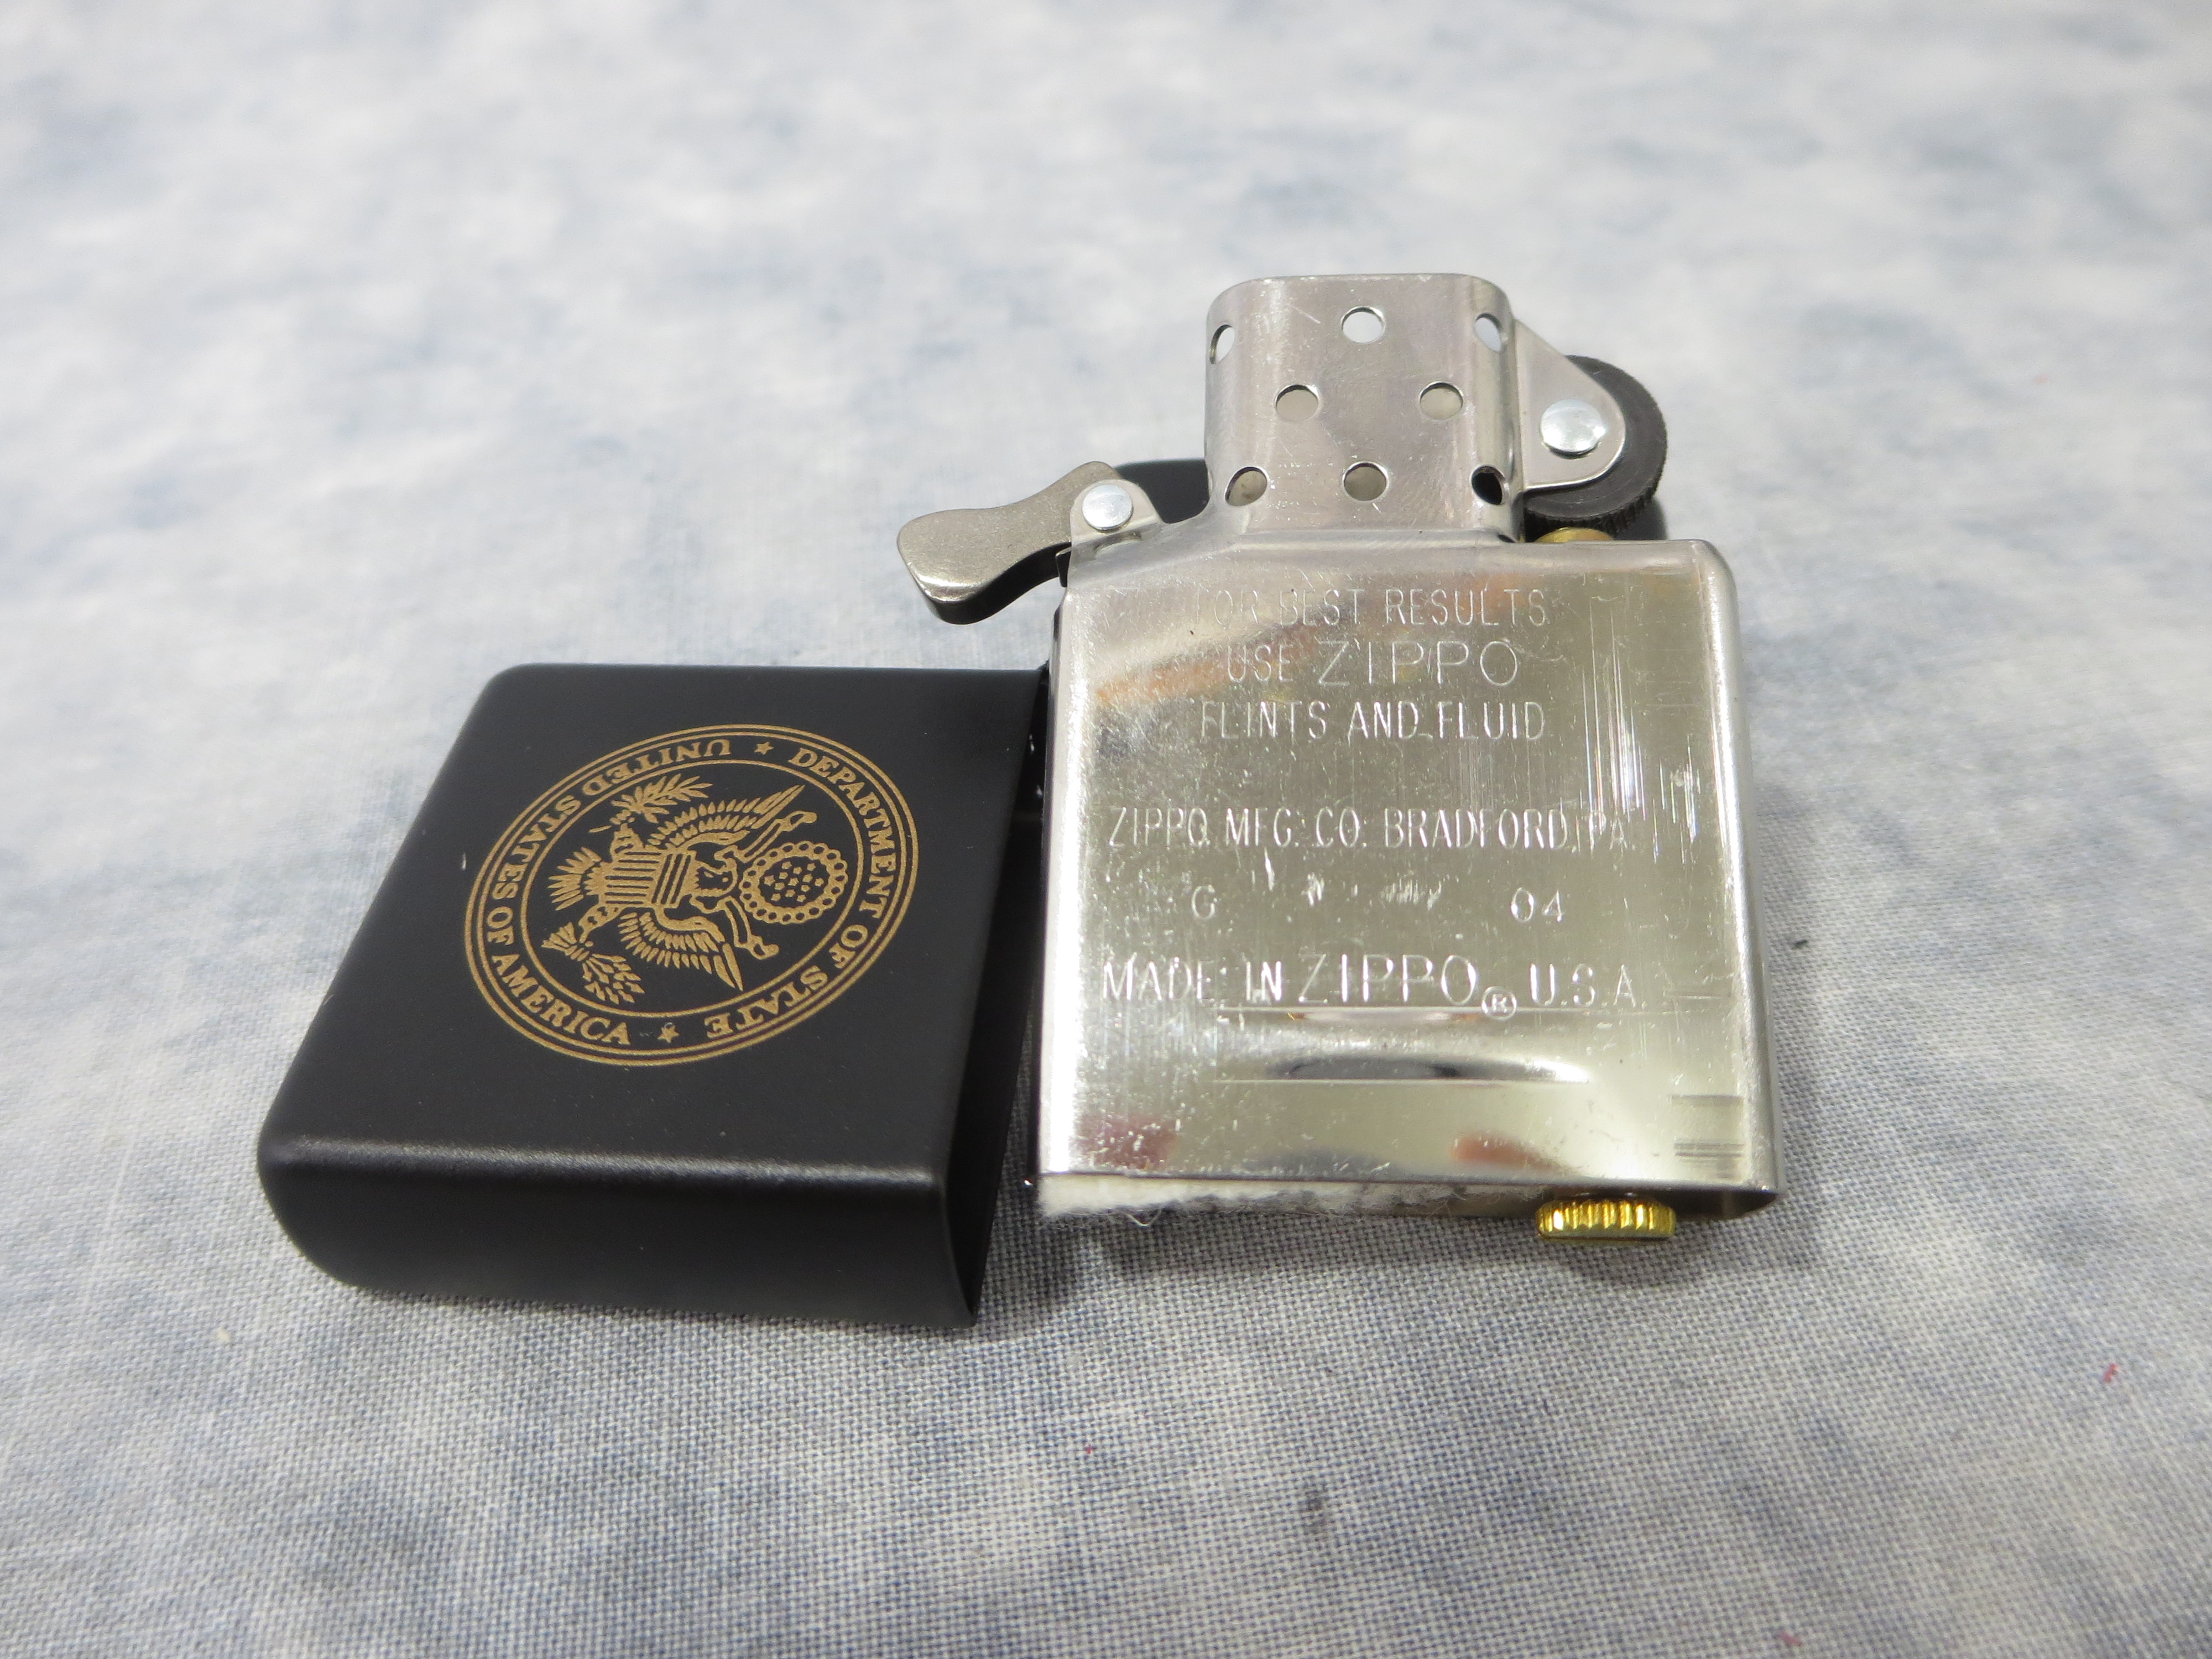 DEPARTMENT OF STATE ★
UNITED STATES OF AMERICA ★
FOR BEST RESULTS
USE ZIPPO
FLINTS AND FLUID
ZIPPO MFG. CO. BRADFORD, PA.
G 04
MADE IN ZIPPO® U.S.A.